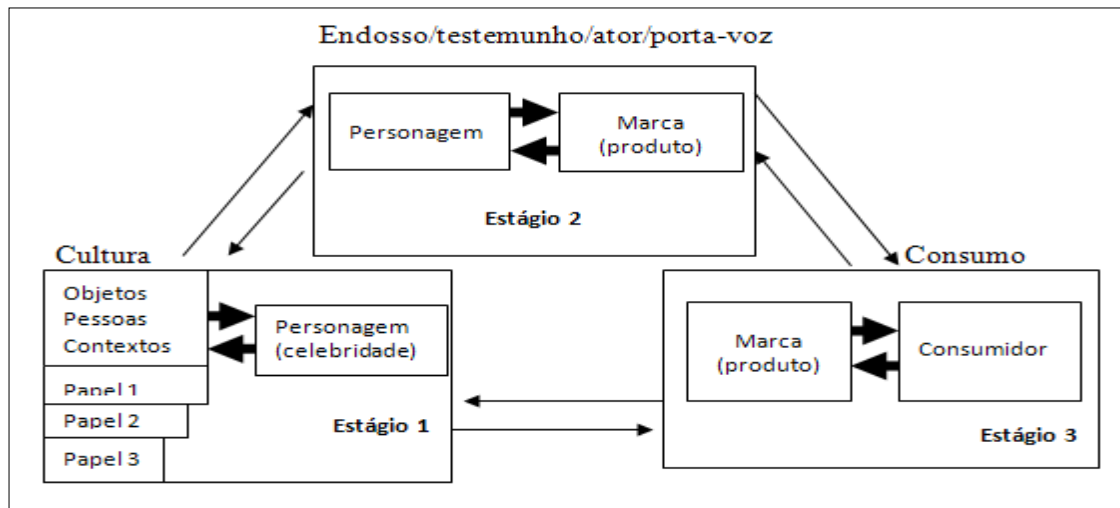 Endosso/testemunho/ator/porta-voz
Personagem
Marca
(produto)
Estágio 2
Cultura
Objetos
Pessoas
Contextos
Papel 1
Papel 2
Papel 3
Personagem
(celebridade)
Estágio 1
Consumo
Marca
(produto)
Consumidor
Estágio 3